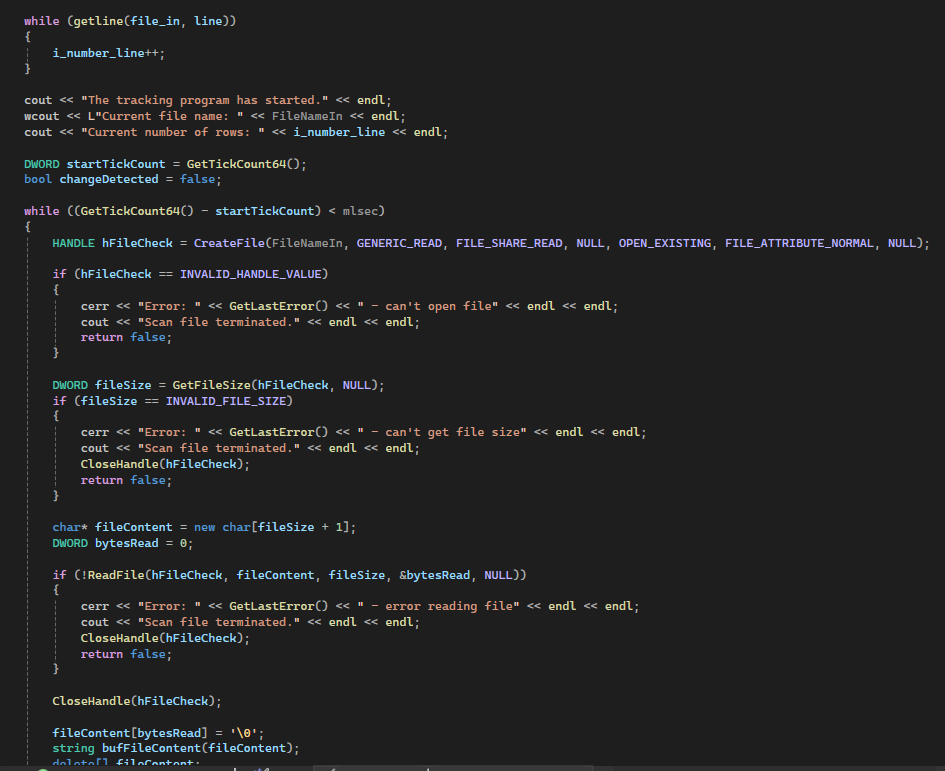 while (getline(file_in, line))
{
i_number_line++;
}
cout << "The tracking program has started." << endl;
wcout << L"Current file name: " << FileNameIn << endl;
cout << "Current number of rows: " << i_number_line << endl;
DWORD startTickCount = GetTickCount64();
bool changeDetected = false;
while ((GetTickCount64() - startTickCount) < mlsec)
{
HANDLE hFileCheck = CreateFile(FileNameIn, GENERIC_READ, FILE_SHARE_READ, NULL, OPEN_EXISTING, FILE_ATTRIBUTE_NORMAL, NULL);
if (hFileCheck == INVALID_HANDLE_VALUE)
{
cerr << "Error: " << GetLastError() << " - can't open file" << endl << endl;
cout << "Scan file terminated." << endl << endl;
return false;
}
DWORD fileSize = GetFileSize(hFileCheck, NULL);
if (fileSize == INVALID_FILE_SIZE)
{
cerr << "Error: " << GetLastError() << " - can't get file size" << endl << endl;
cout << "Scan file terminated." << endl << endl;
CloseHandle(hFileCheck);
return false;
}
char* fileContent = new char[fileSize + 1];
DWORD bytesRead = 0;
if (!ReadFile(hFileCheck, fileContent, fileSize, &bytesRead, NULL))
{
cerr << "Error: " << GetLastError() << " - error reading file" << endl << endl;
cout << "Scan file terminated." << endl << endl;
CloseHandle(hFileCheck);
return false;
}
CloseHandle(hFileCheck);
fileContent[bytesRead] = '\0';
string bufFileContent(fileContent);
delete[] fileContent;